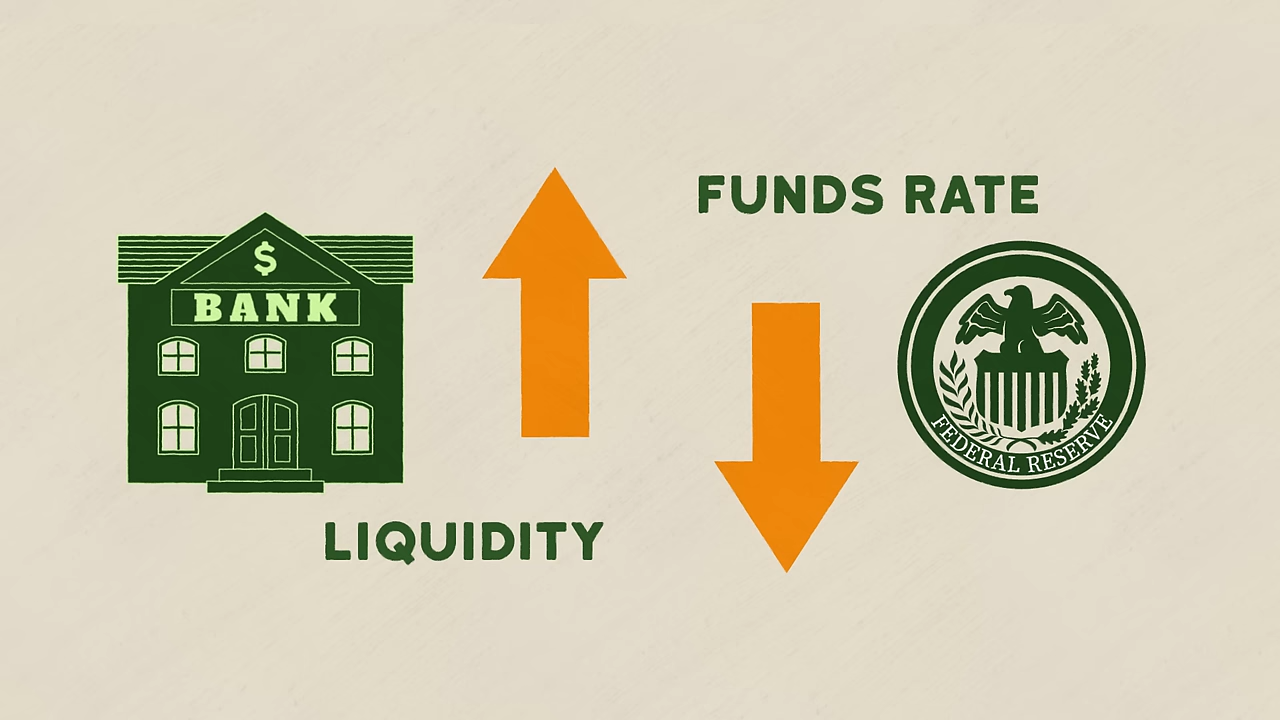 FUNDS RATE
$
BANK
FEDERAL RESERVE
LIQUIDITY